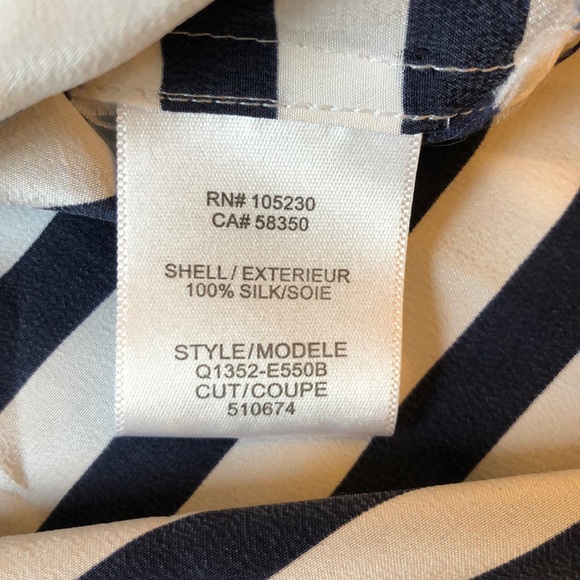 RN# 105230
CA# 58350
SHELL/EXTERIEUR
100% SILK/SOIE
STYLE/MODELE
Q1352-E550B
CUT/COUPE
510674